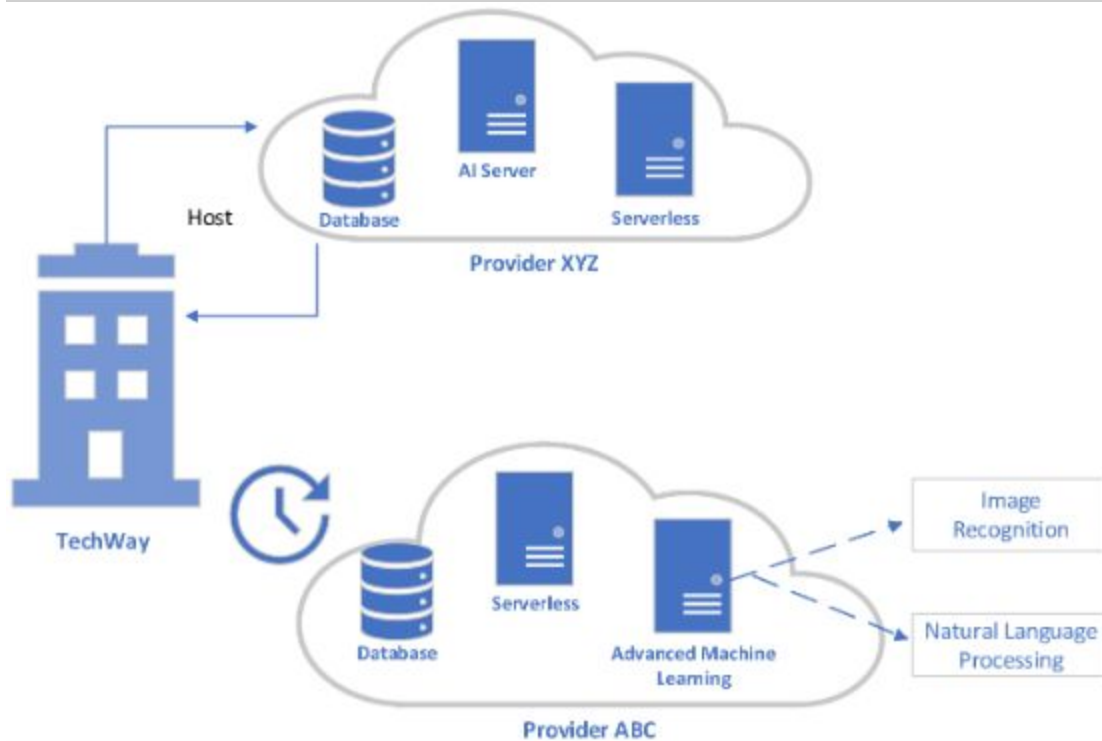 AI Server
Database
Serverless
Host
Provider XYZ
TechWay
Image
Recognition
Serverless
Database
Advanced Machine
Learning
Natural Language
Processing
Provider ABC